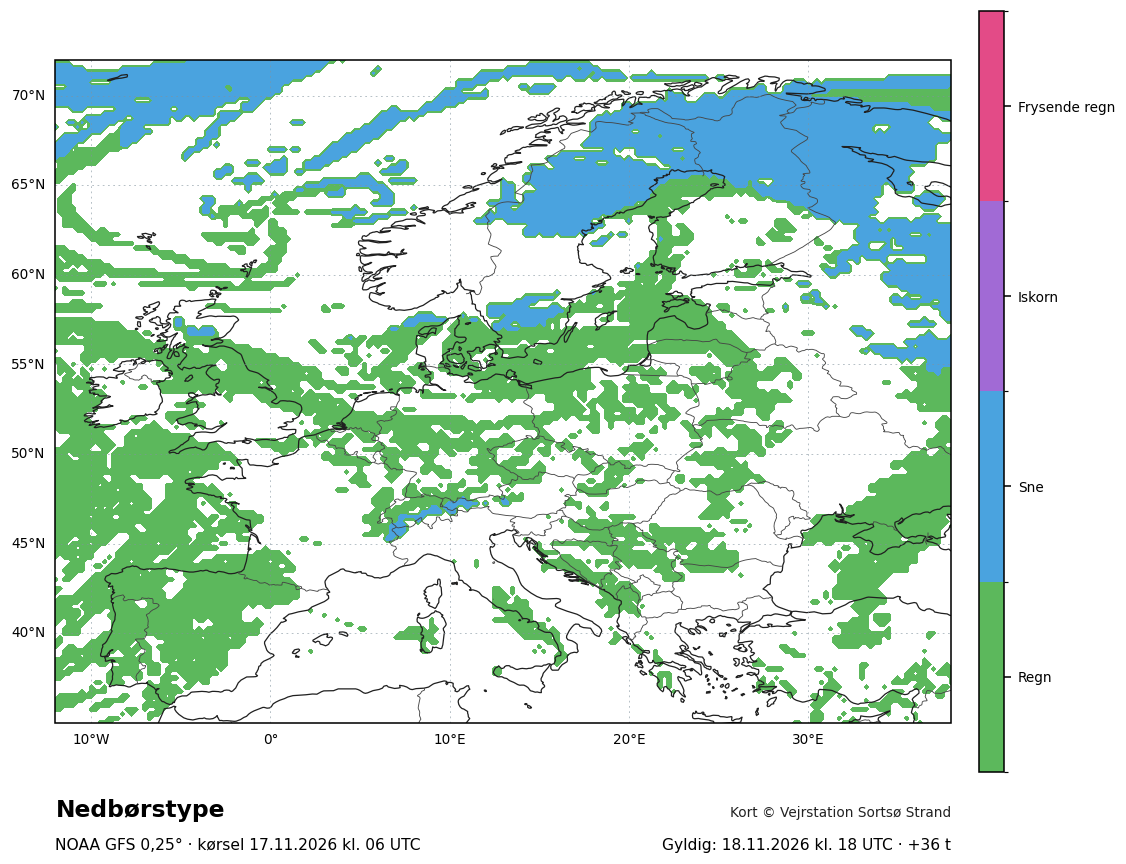 70°N
65°N
60°N
55°N
50°N
45°N
40°N
10°W
0°
10°E
20°E
30°E
Frysende regn
Iskorn
Sne
Regn
Nedbørstype
Kort © Vejrstation Sortsø Strand
NOAA GFS 0,25° · kørsel 17.11.2026 kl. 06 UTC
Gyldig: 18.11.2026 kl. 18 UTC · +36 t